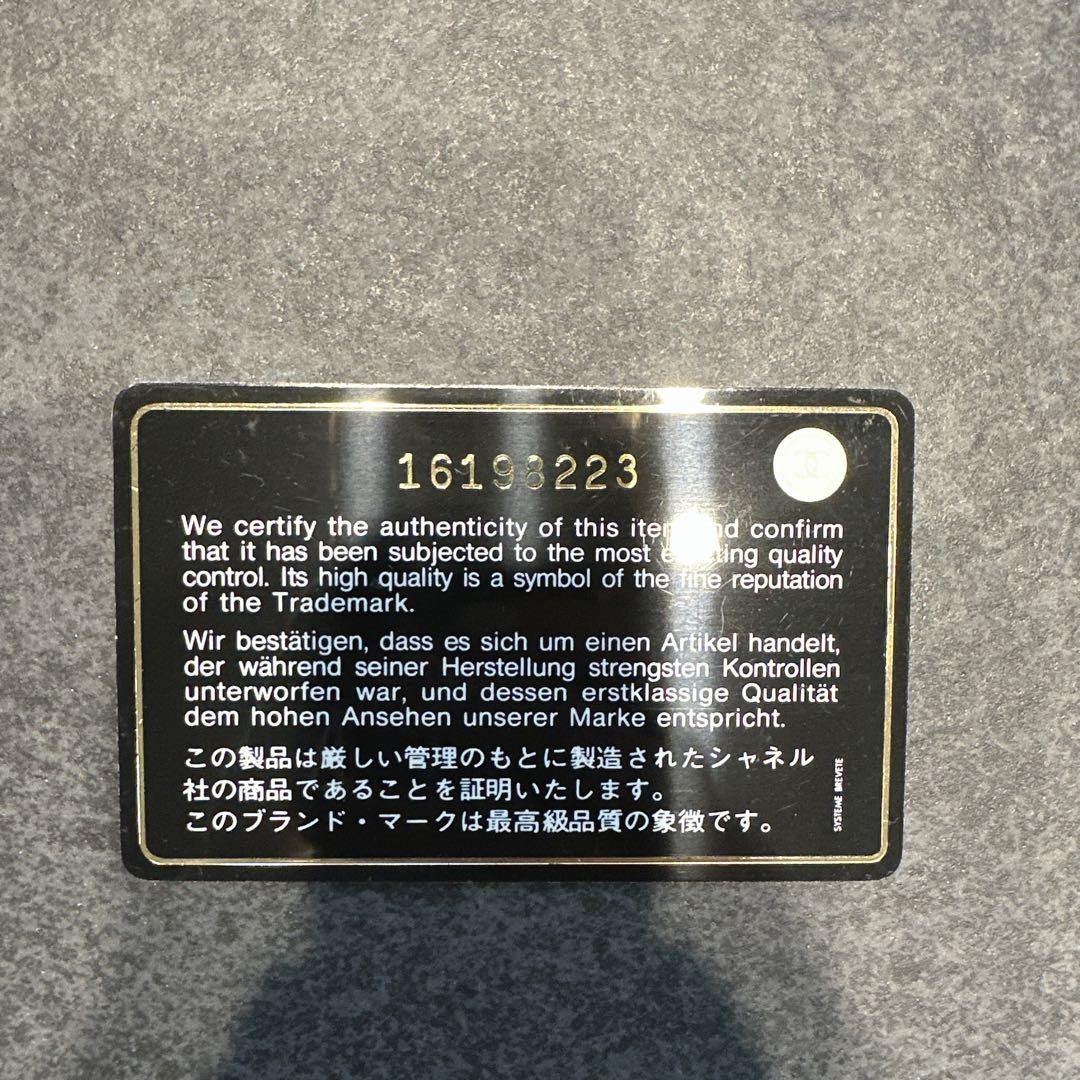 16198223
We certify the authenticity of this item and confirm
that it has been subjected to the most exacting quality
control. Its high quality is a symbol of the fine reputation
of the Trademark.
Wir bestätigen, dass es sich um einen Artikel handelt,
der während seiner Herstellung strengsten Kontrollen
unterworfen war, und dessen erstklassige Qualität
dem hohen Ansehen unserer Marke entspricht.
この製品は厳しい管理のもとに製造されたシャネル
社の商品であることを証明いたします。
このブランド・マークは最高級品質の象徴です。
SYSTEME BREVETE